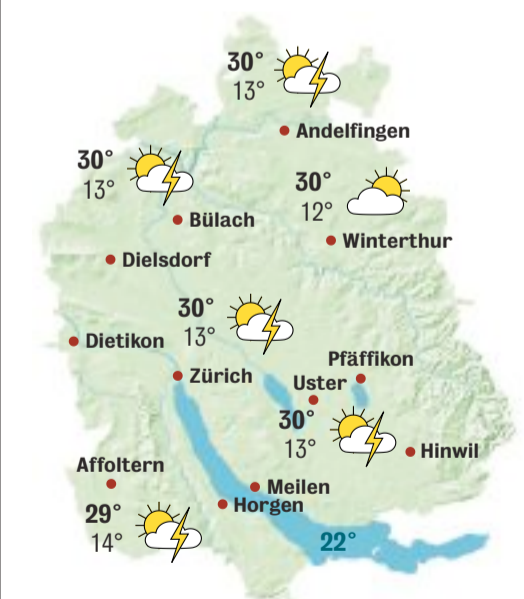 30°
13°
Andelfingen
30°
13°
30°
12°
Bülach
Winterthur
Dielsdorf
30°
13°
Dietikon
Pfäffikon
Zürich
Uster
30°
13°
Hinwil
Affoltern
Meilen
29°
Horgen
14°
22°